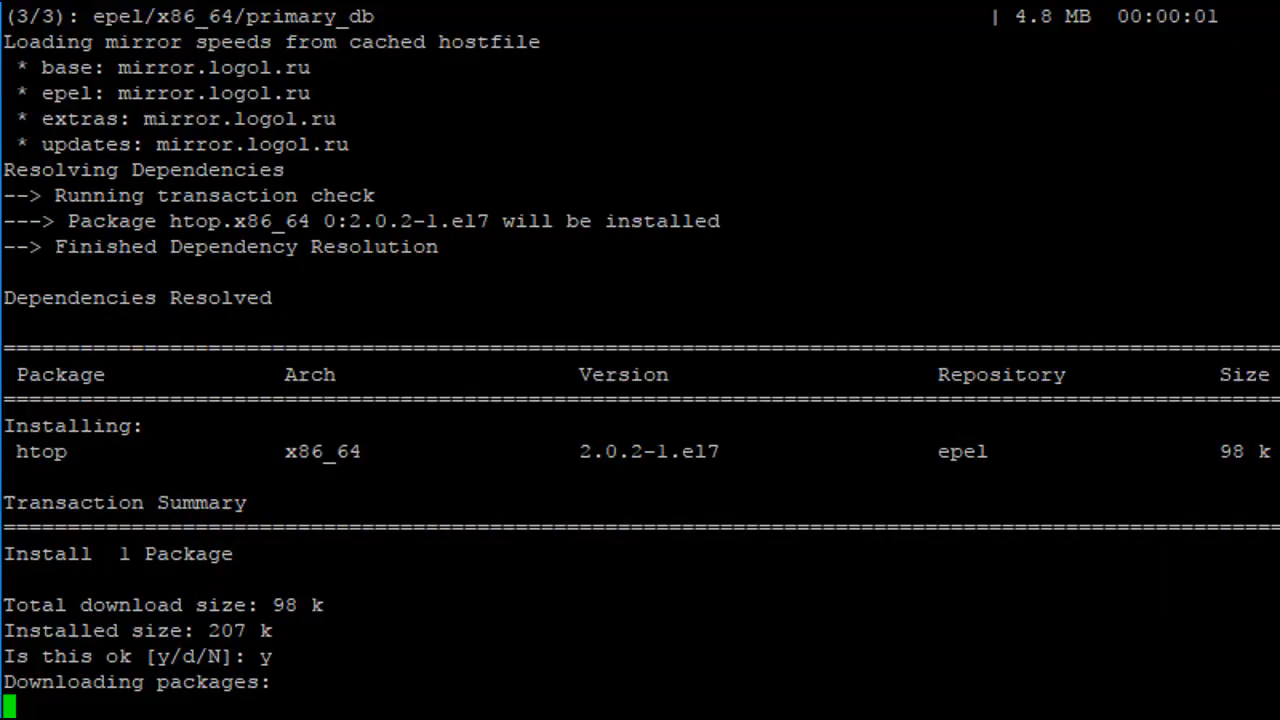 (3/3): epel/x86_64/primary_db | 4.8 MB 00:00:01
Loading mirror speeds from cached hostfile
* base: mirror.logol.ru
* epel: mirror.logol.ru
* extras: mirror.logol.ru
* updates: mirror.logol.ru
Resolving Dependencies
--> Running transaction check
---> Package htop.x86_64 0:2.0.2-1.el7 will be installed
--> Finished Dependency Resolution
Dependencies Resolved
====================================================================================================
Package Arch Version Repository Size
====================================================================================================
Installing:
htop x86_64 2.0.2-1.el7 epel 98 k
Transaction Summary
====================================================================================================
Install 1 Package
Total download size: 98 k
Installed size: 207 k
Is this ok [y/d/N]: y
Downloading packages: